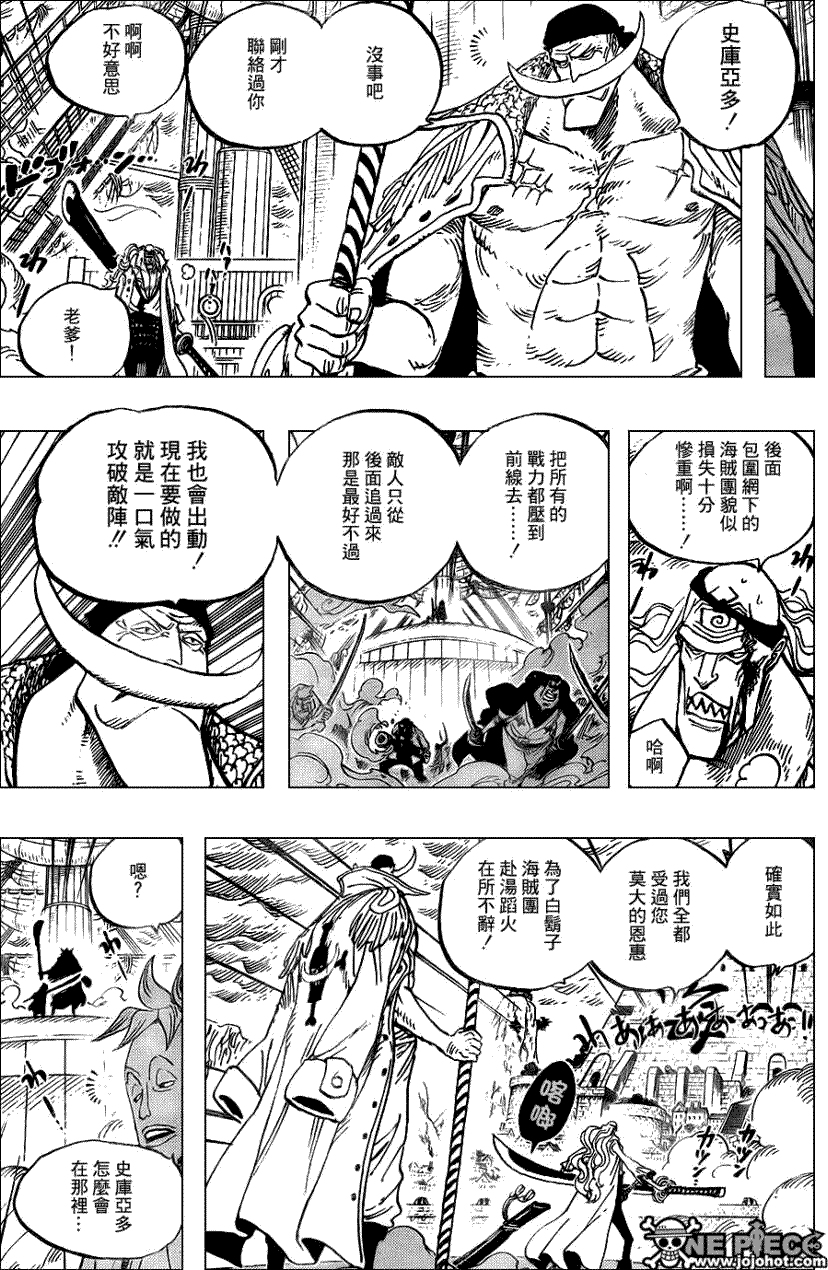 史庫亞多！
沒事吧
剛才
聯絡過你
啊啊
不好意思
老爹！
後面
包圍網下的
海賊團貌似
損失十分
慘重啊……！
哈啊
把所有的
戰力都壓到
前線去……！
敵人只從
後面追過來
那是最好不過
我也會出動！
現在要做的
就是一口氣
攻破敵陣!!
確實如此
我們全都
受過您
莫大的恩惠
為了白鬍子
海賊團
赴湯蹈火
在所不辭！
喀啷
嗯？
史庫亞多
怎麼會
在那裡…
ONE PIECE
www.jojohot.com